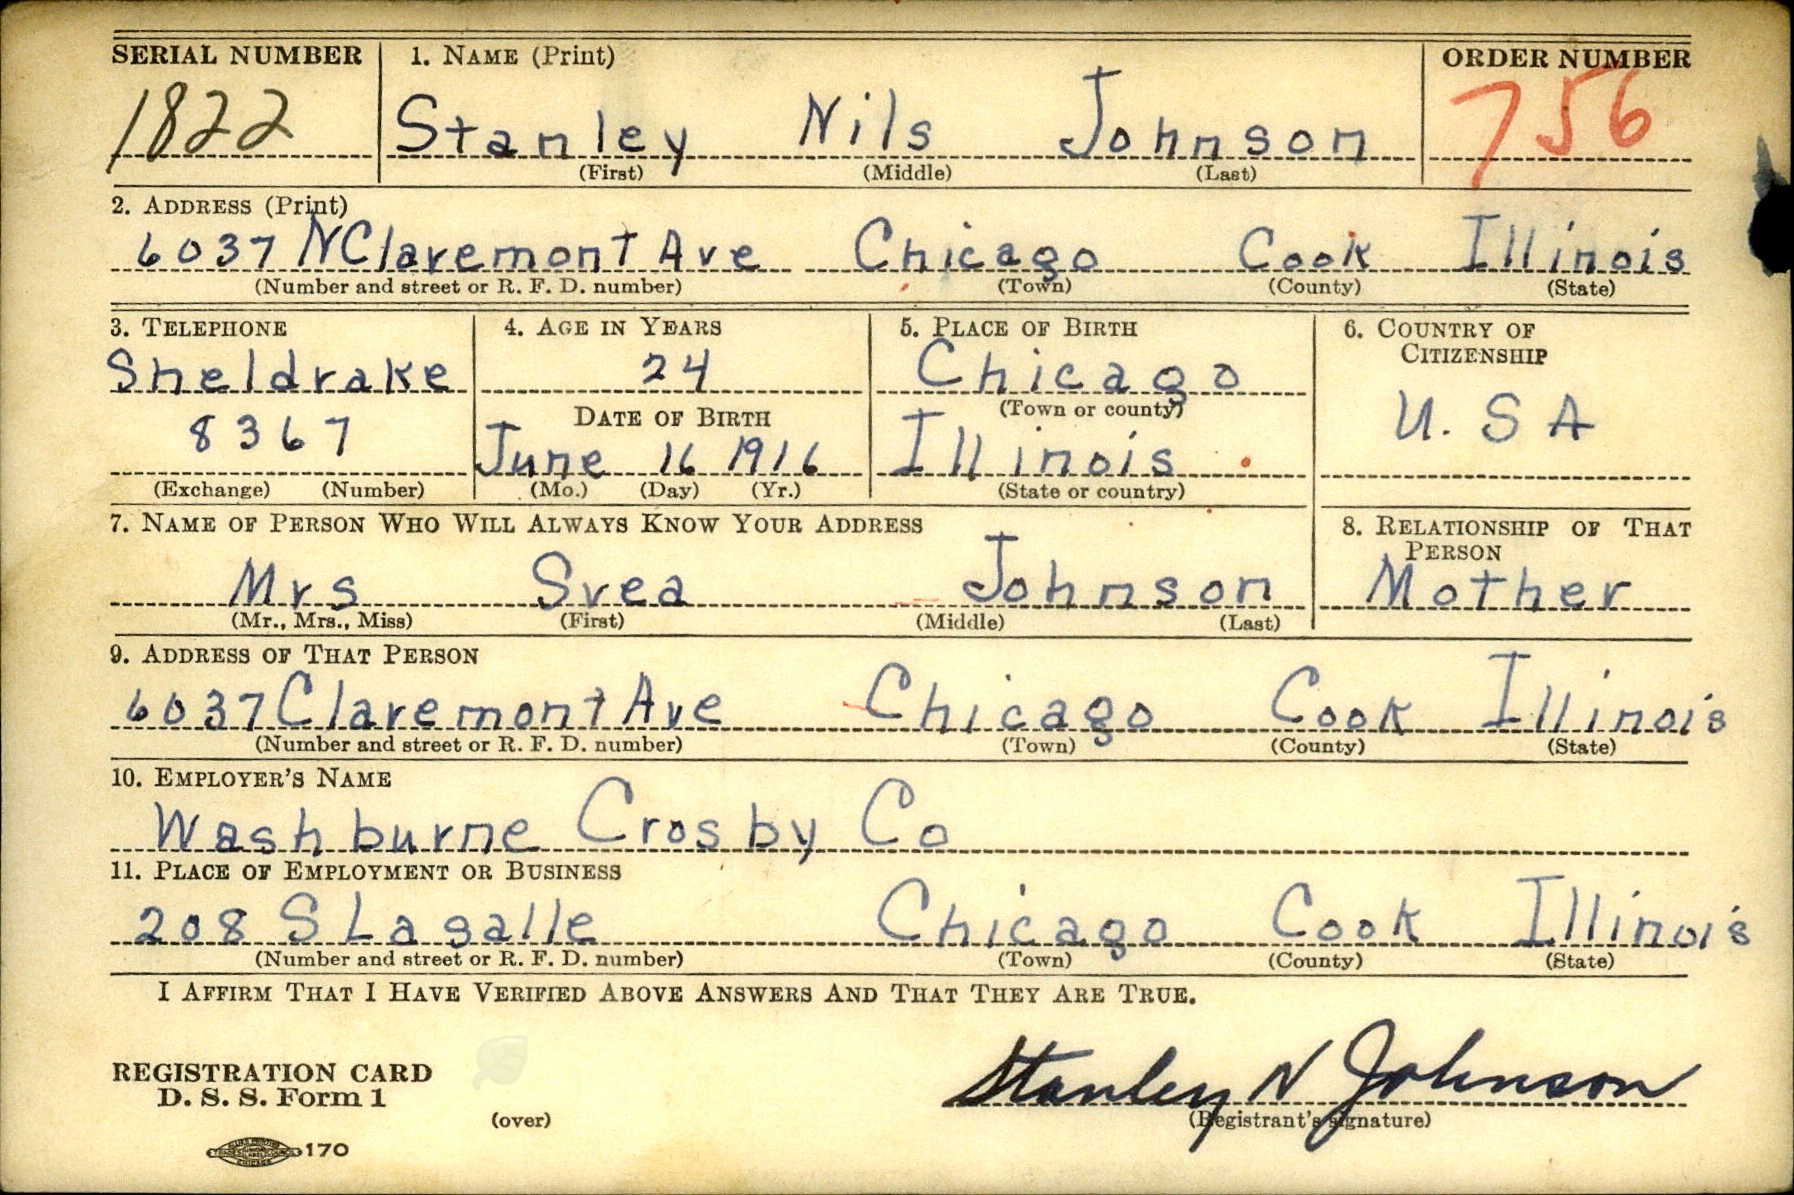 SERIAL NUMBER 1. NAME (Print) ORDER NUMBER
1822 Stanley Nils Johnson 756
(First) (Middle) (Last)
2. ADDRESS (Print)
6037 N Claremont Ave Chicago Cook Illinois
(Number and street or R. F. D. number) (Town) (County) (State)
3. TELEPHONE 4. AGE IN YEARS 5. PLACE OF BIRTH 6. COUNTRY OF
CITIZENSHIP
Sheldrake 24 Chicago
(Town or county)
DATE OF BIRTH U. S A
8367 June 16 1916 Illinois
(Exchange) (Number) (Mo.) (Day) (Yr.) (State or country)
7. NAME OF PERSON WHO WILL ALWAYS KNOW YOUR ADDRESS 8. RELATIONSHIP OF THAT
PERSON
Mrs Svea Johnson Mother
(Mr., Mrs., Miss) (First) (Middle) (Last)
9. ADDRESS OF THAT PERSON
6037 Claremont Ave Chicago Cook Illinois
(Number and street or R. F. D. number) (Town) (County) (State)
10. EMPLOYER'S NAME
Washburne Crosby Co
11. PLACE OF EMPLOYMENT OR BUSINESS
208 S Lasalle Chicago Cook Illinois
(Number and street or R. F. D. number) (Town) (County) (State)
I AFFIRM THAT I HAVE VERIFIED ABOVE ANSWERS AND THAT THEY ARE TRUE.
Stanley N Johnson
REGISTRATION CARD
D. S. S. Form 1
(over) (Registrant's signature)
170